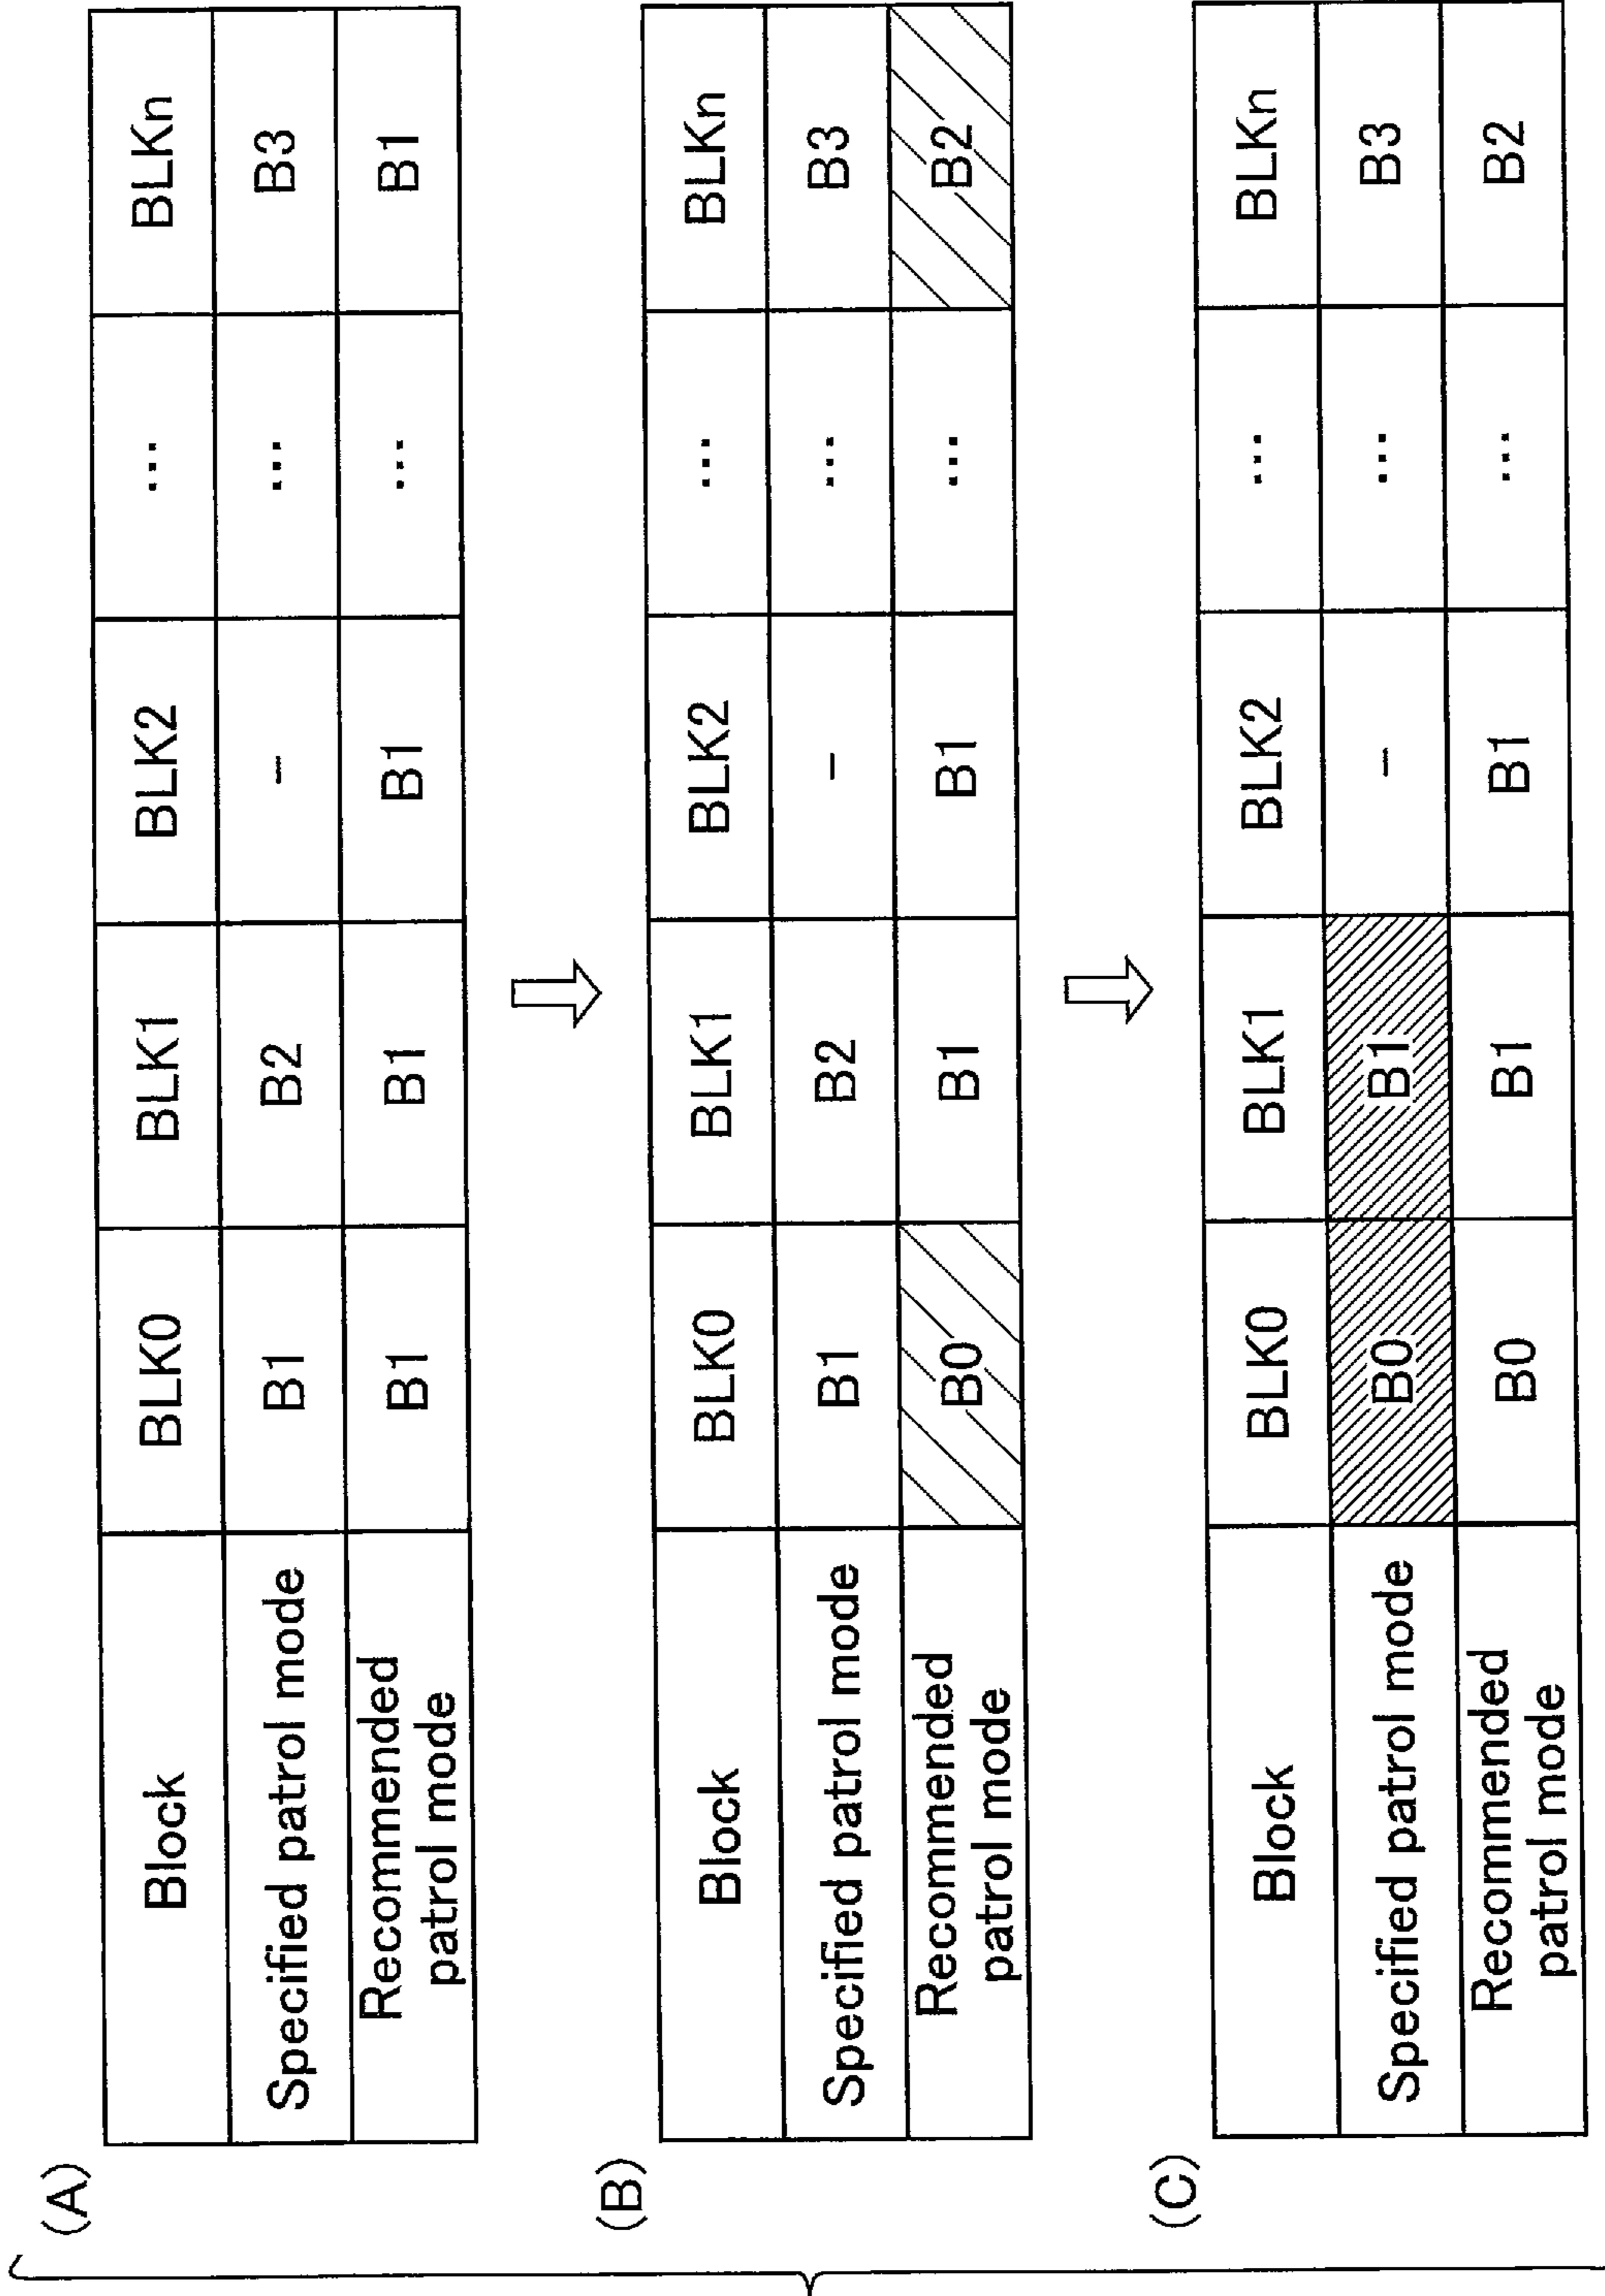 (A)
Block BLK0 BLK1 BLK2 ... BLKn
Specified patrol mode B1 B2 – ... B3
Recommended
patrol mode B1 B1 B1 ... B1
(B)
Block BLK0 BLK1 BLK2 ... BLKn
Specified patrol mode B1 B2 – ... B3
Recommended
patrol mode B0 B1 B1 ... B2
(C)
Block BLK0 BLK1 BLK2 ... BLKn
Specified patrol mode B0 B1 – ... B3
Recommended
patrol mode B0 B1 B1 ... B2